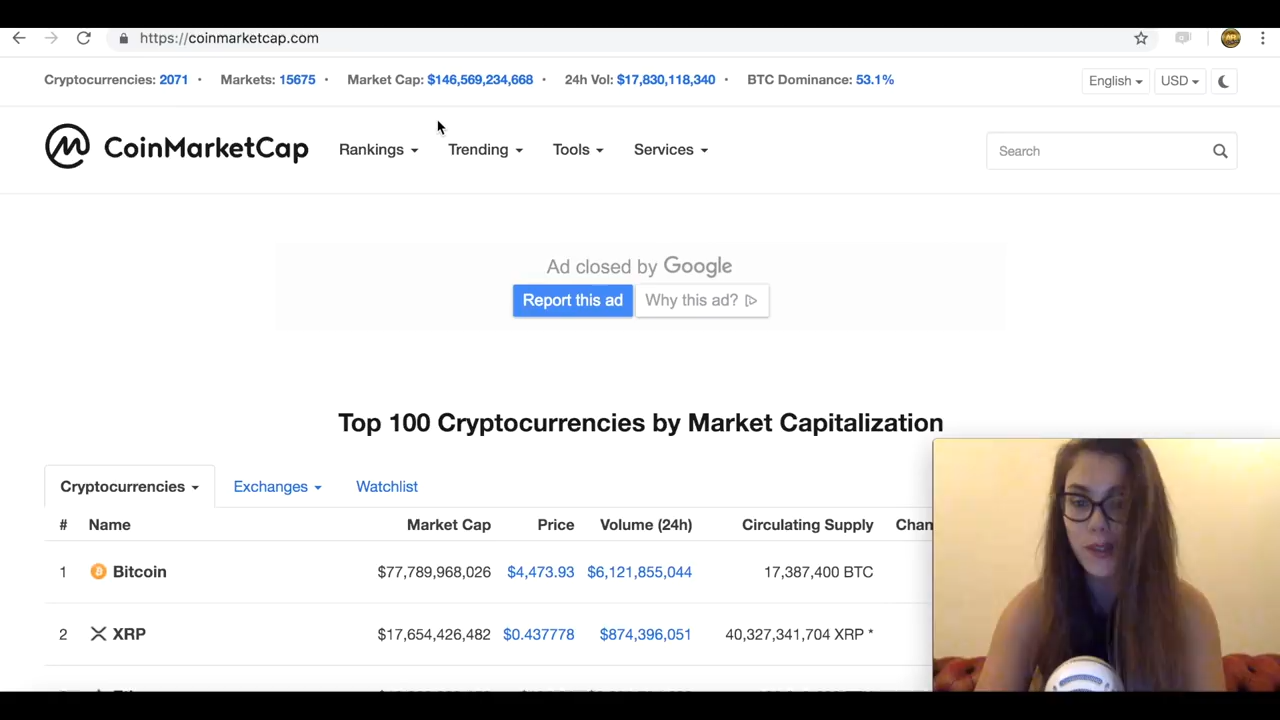 https://coinmarketcap.com
Cryptocurrencies: 2071 • Markets: 15675 • Market Cap: $146,569,234,668 • 24h Vol: $17,830,118,340 • BTC Dominance: 53.1%
English USD
CoinMarketCap Rankings Trending Tools Services Search
Ad closed by Google
Report this ad Why this ad?
Top 100 Cryptocurrencies by Market Capitalization
Cryptocurrencies Exchanges Watchlist
# Name Market Cap Price Volume (24h) Circulating Supply Chan
1 Bitcoin $77,789,968,026 $4,473.93 $6,121,855,044 17,387,400 BTC
2 XRP $17,654,426,482 $0.437778 $874,396,051 40,327,341,704 XRP *